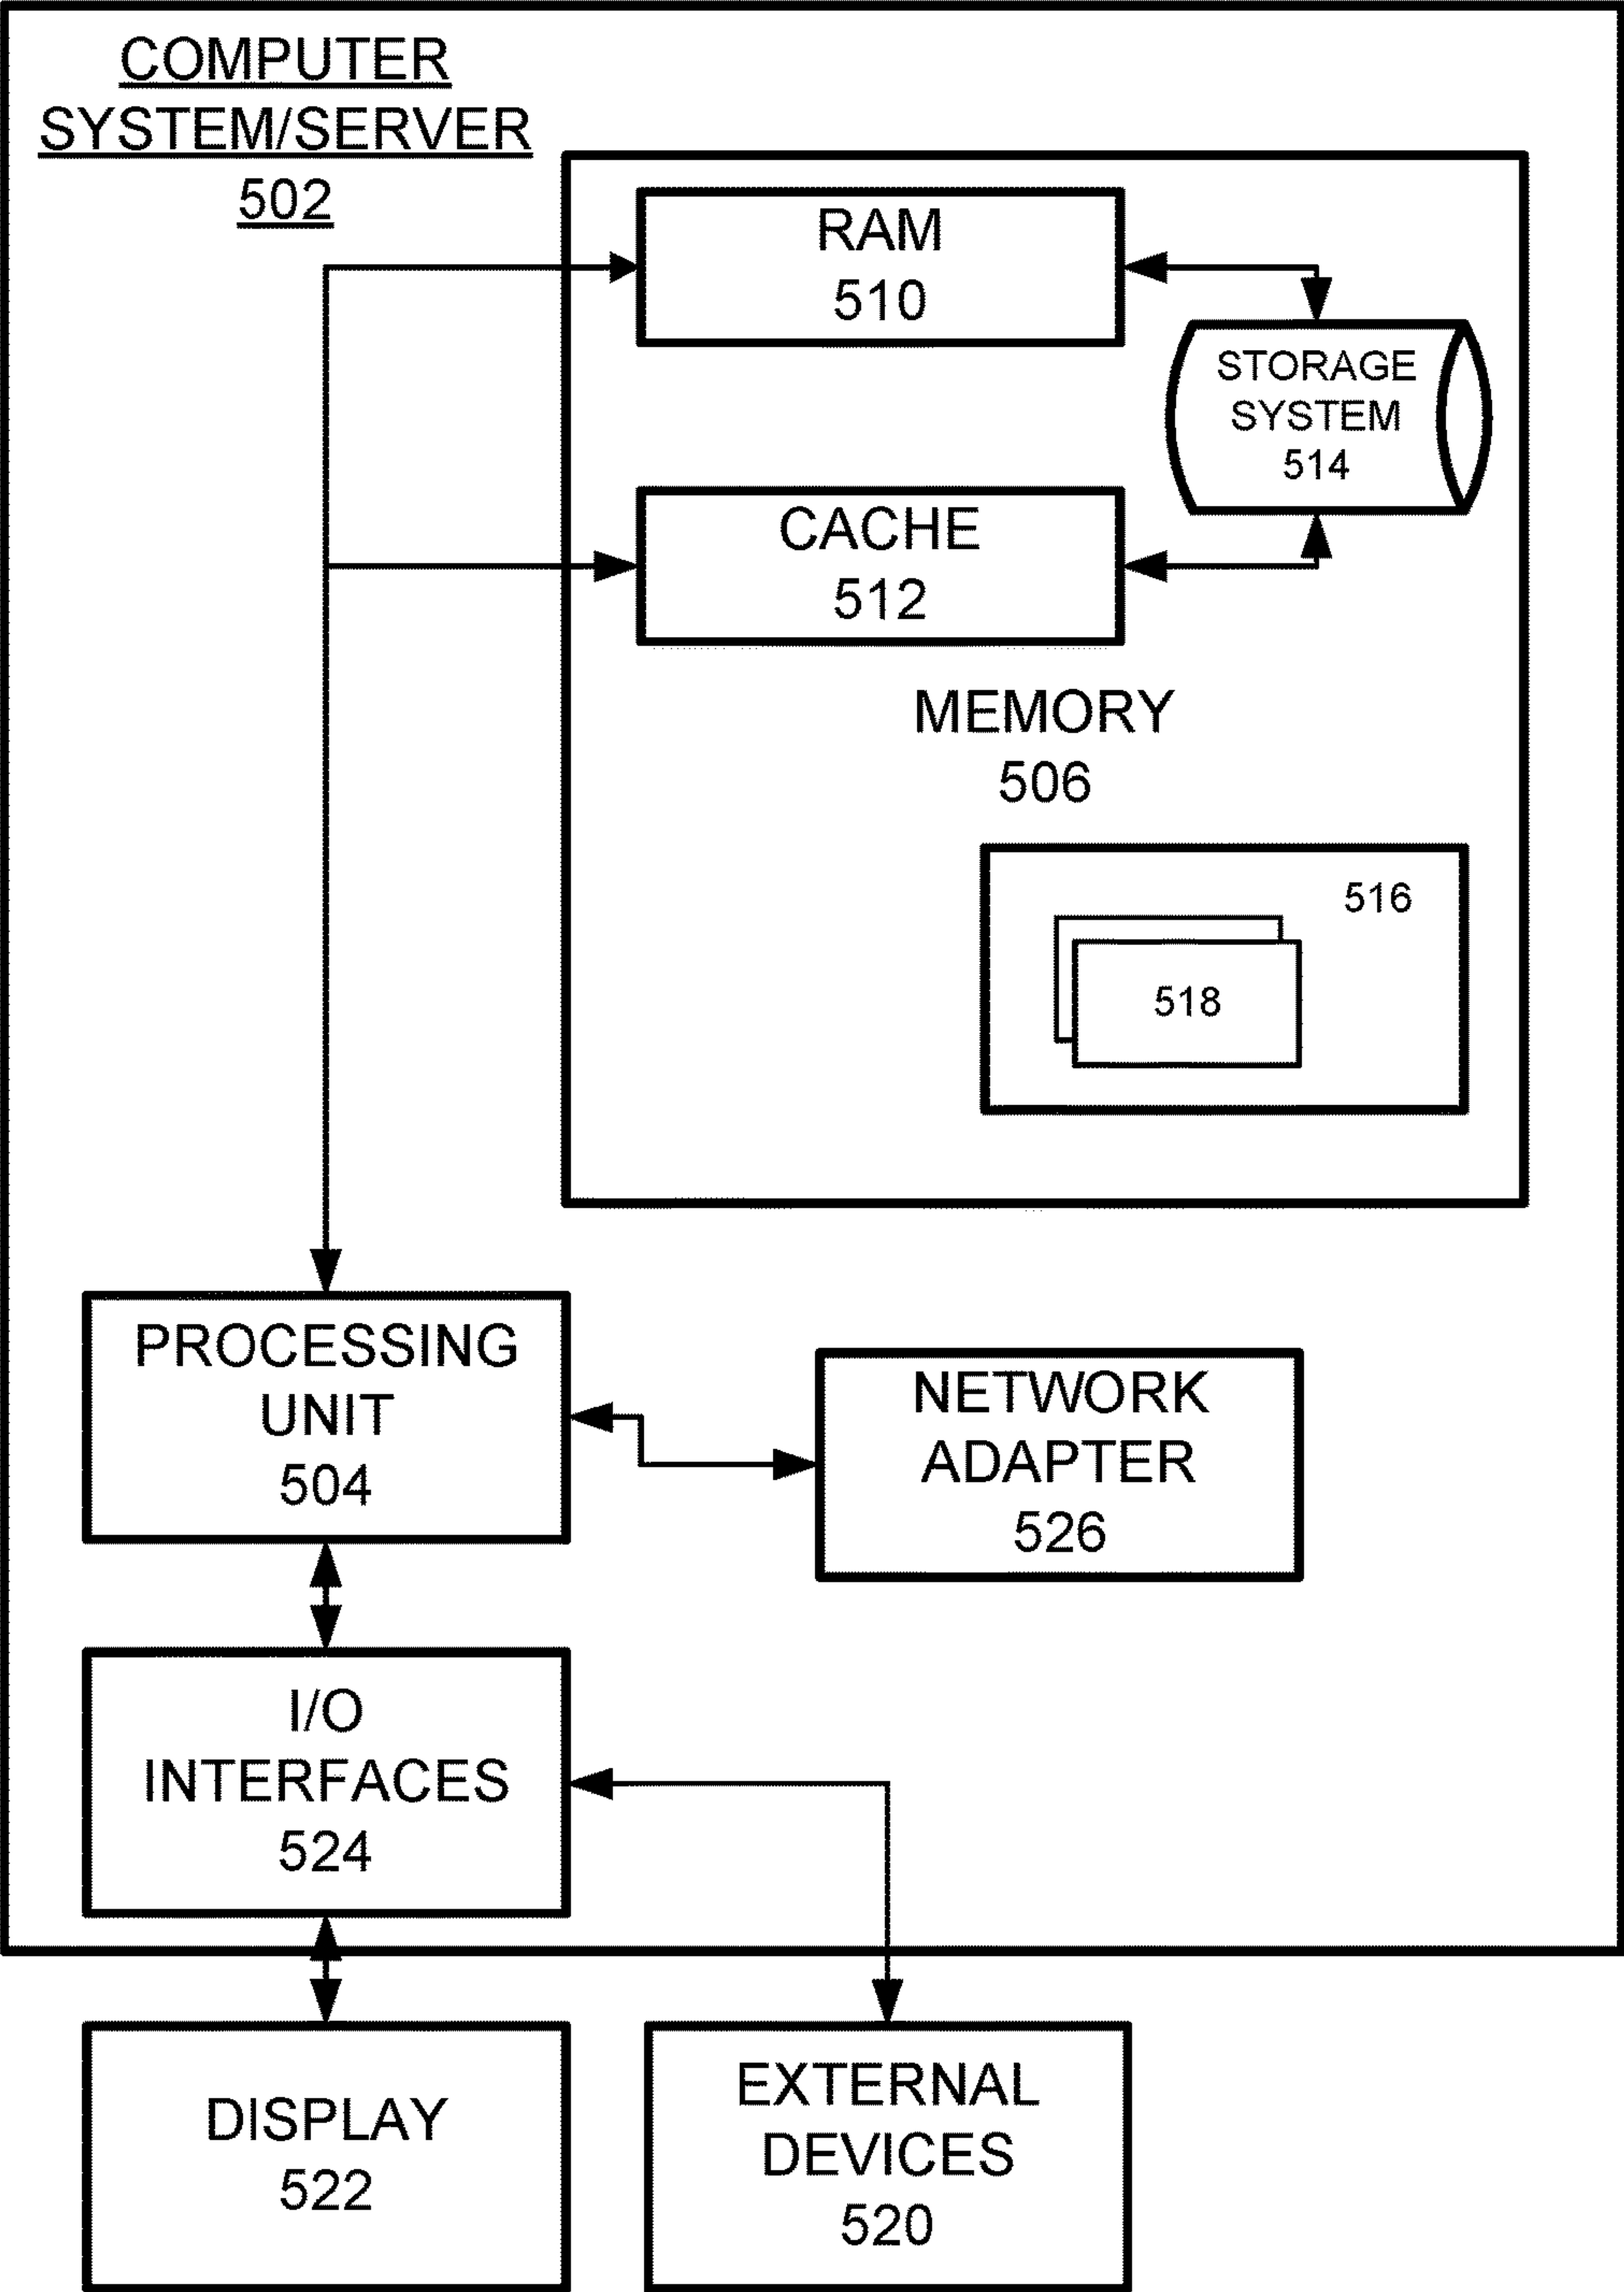 COMPUTER
SYSTEM/SERVER
502
RAM
510
STORAGE
SYSTEM
514
CACHE
512
MEMORY
506
516
518
PROCESSING
UNIT
504
NETWORK
ADAPTER
526
I/O
INTERFACES
524
DISPLAY
522
EXTERNAL
DEVICES
520